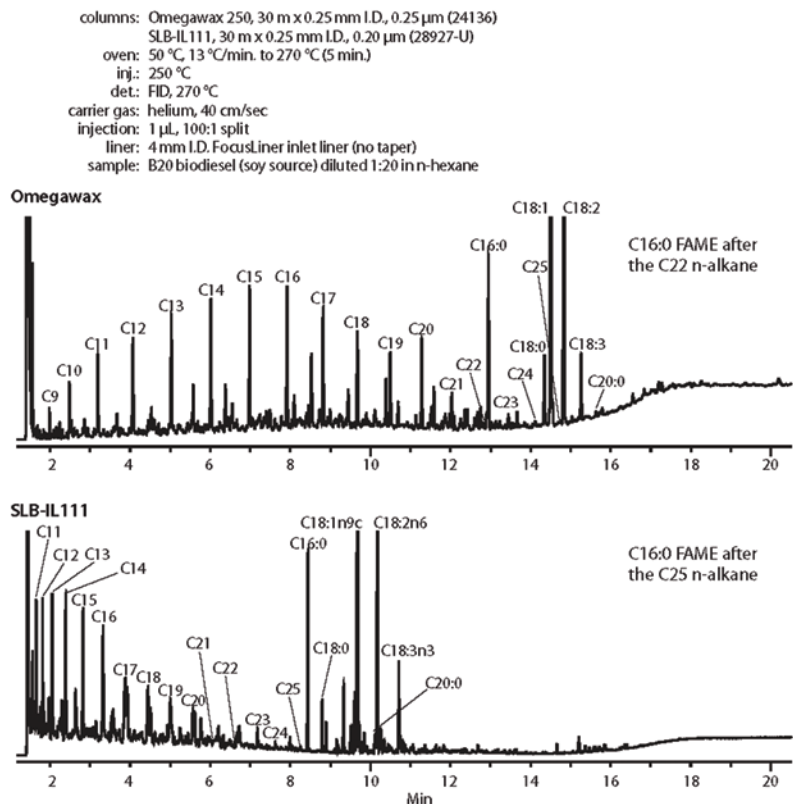 columns: Omegawax 250, 30 m x 0.25 mm I.D., 0.25 μm (24136)
SLB-IL111, 30 m x 0.25 mm I.D., 0.20 μm (28927-U)
oven: 50 °C, 13 °C/min. to 270 °C (5 min.)
inj.: 250 °C
det.: FID, 270 °C
carrier gas: helium, 40 cm/sec
injection: 1 μL, 100:1 split
liner: 4 mm I.D. FocusLiner inlet liner (no taper)
sample: B20 biodiesel (soy source) diluted 1:20 in n-hexane
Omegawax
C9
C10
C11
C12
C13
C14
C15
C16
C17
C18
C19
C20
C21
C22
C16:0
C23
C24
C18:0
C25
C18:1
C18:2
C18:3
C20:0
C16:0 FAME after
the C22 n-alkane
2 4 6 8 10 12 14 16 18 20
SLB-IL111
C11
C12
C13
C14
C15
C16
C17
C18
C19
C20
C21
C22
C23
C24
C25
C16:0
C18:0
C18:1n9c
C18:2n6
C18:3n3
C20:0
C16:0 FAME after
the C25 n-alkane
2 4 6 8 10 12 14 16 18 20
Min